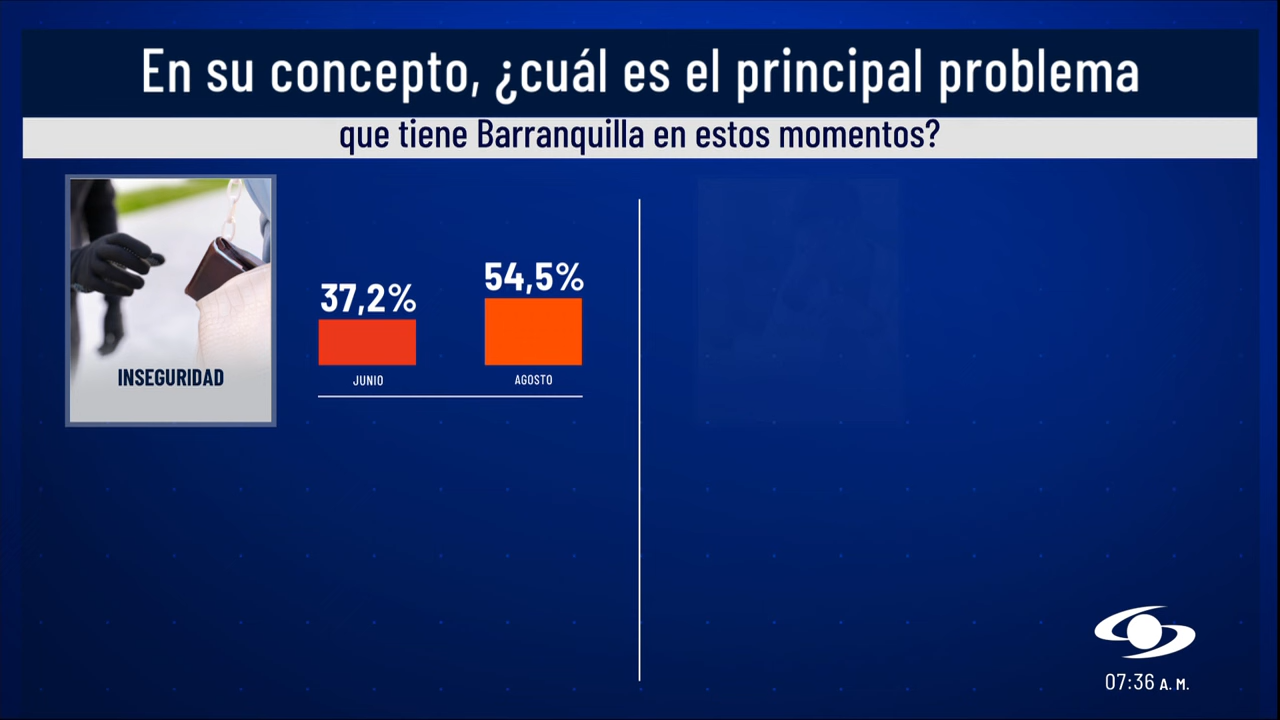 En su concepto, ¿cuál es el principal problema
que tiene Barranquilla en estos momentos?
INSEGURIDAD
37,2%
54,5%
JUNIO
AGOSTO
07:36 A. M.